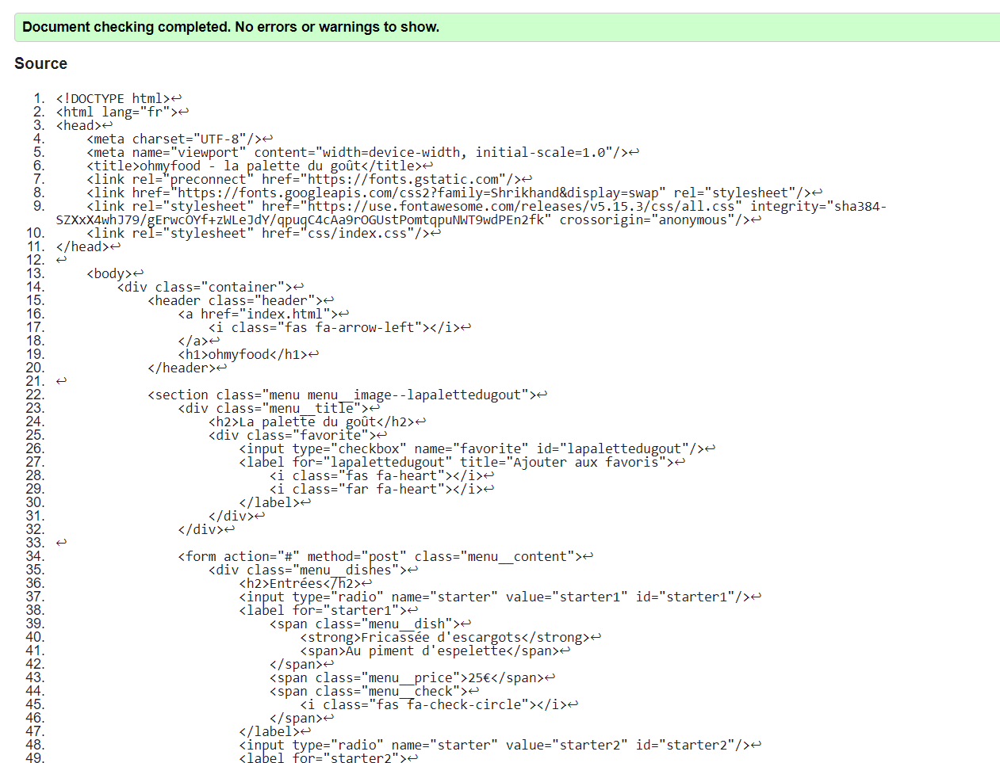 Document checking completed. No errors or warnings to show.
Source
1. <!DOCTYPE html>↩
2. <html lang="fr">↩
3. <head>↩
4.     <meta charset="UTF-8"/>↩
5.     <meta name="viewport" content="width=device-width, initial-scale=1.0"/>↩
6.     <title>ohmyfood - la palette du goût</title>↩
7.     <link rel="preconnect" href="https://fonts.gstatic.com"/>↩
8.     <link href="https://fonts.googleapis.com/css2?family=Shrikhand&display=swap" rel="stylesheet"/>↩
9.     <link rel="stylesheet" href="https://use.fontawesome.com/releases/v5.15.3/css/all.css" integrity="sha384-
SZXxX4whJ79/gErwcOYf+zWLeJdY/qpuqC4cAa9rOGUstPomtqpuNWT9wdPEn2fk" crossorigin="anonymous"/>↩
10.     <link rel="stylesheet" href="css/index.css"/>↩
11. </head>↩
12. ↩
13.     <body>↩
14.         <div class="container">↩
15.             <header class="header">↩
16.                 <a href="index.html">↩
17.                     <i class="fas fa-arrow-left"></i>↩
18.                 </a>↩
19.                 <h1>ohmyfood</h1>↩
20.             </header>↩
21. ↩
22.             <section class="menu menu__image--lapalettedugout">↩
23.                 <div class="menu__title">↩
24.                     <h2>La palette du goût</h2>↩
25.                     <div class="favorite">↩
26.                         <input type="checkbox" name="favorite" id="lapalettedugout"/>↩
27.                         <label for="lapalettedugout" title="Ajouter aux favoris">↩
28.                             <i class="fas fa-heart"></i>↩
29.                             <i class="far fa-heart"></i>↩
30.                         </label>↩
31.                     </div>↩
32.                 </div>↩
33. ↩
34.                 <form action="#" method="post" class="menu__content">↩
35.                     <div class="menu__dishes">↩
36.                         <h2>Entrées</h2>↩
37.                         <input type="radio" name="starter" value="starter1" id="starter1"/>↩
38.                         <label for="starter1">↩
39.                             <span class="menu__dish">↩
40.                                 <strong>Fricassée d'escargots</strong>↩
41.                                 <span>Au piment d'espelette</span>↩
42.                             </span>↩
43.                             <span class="menu__price">25€</span>↩
44.                             <span class="menu__check">↩
45.                                 <i class="fas fa-check-circle"></i>↩
46.                             </span>↩
47.                         </label>↩
48.                         <input type="radio" name="starter" value="starter2" id="starter2"/>↩
49.                         <label for="starter2">↩